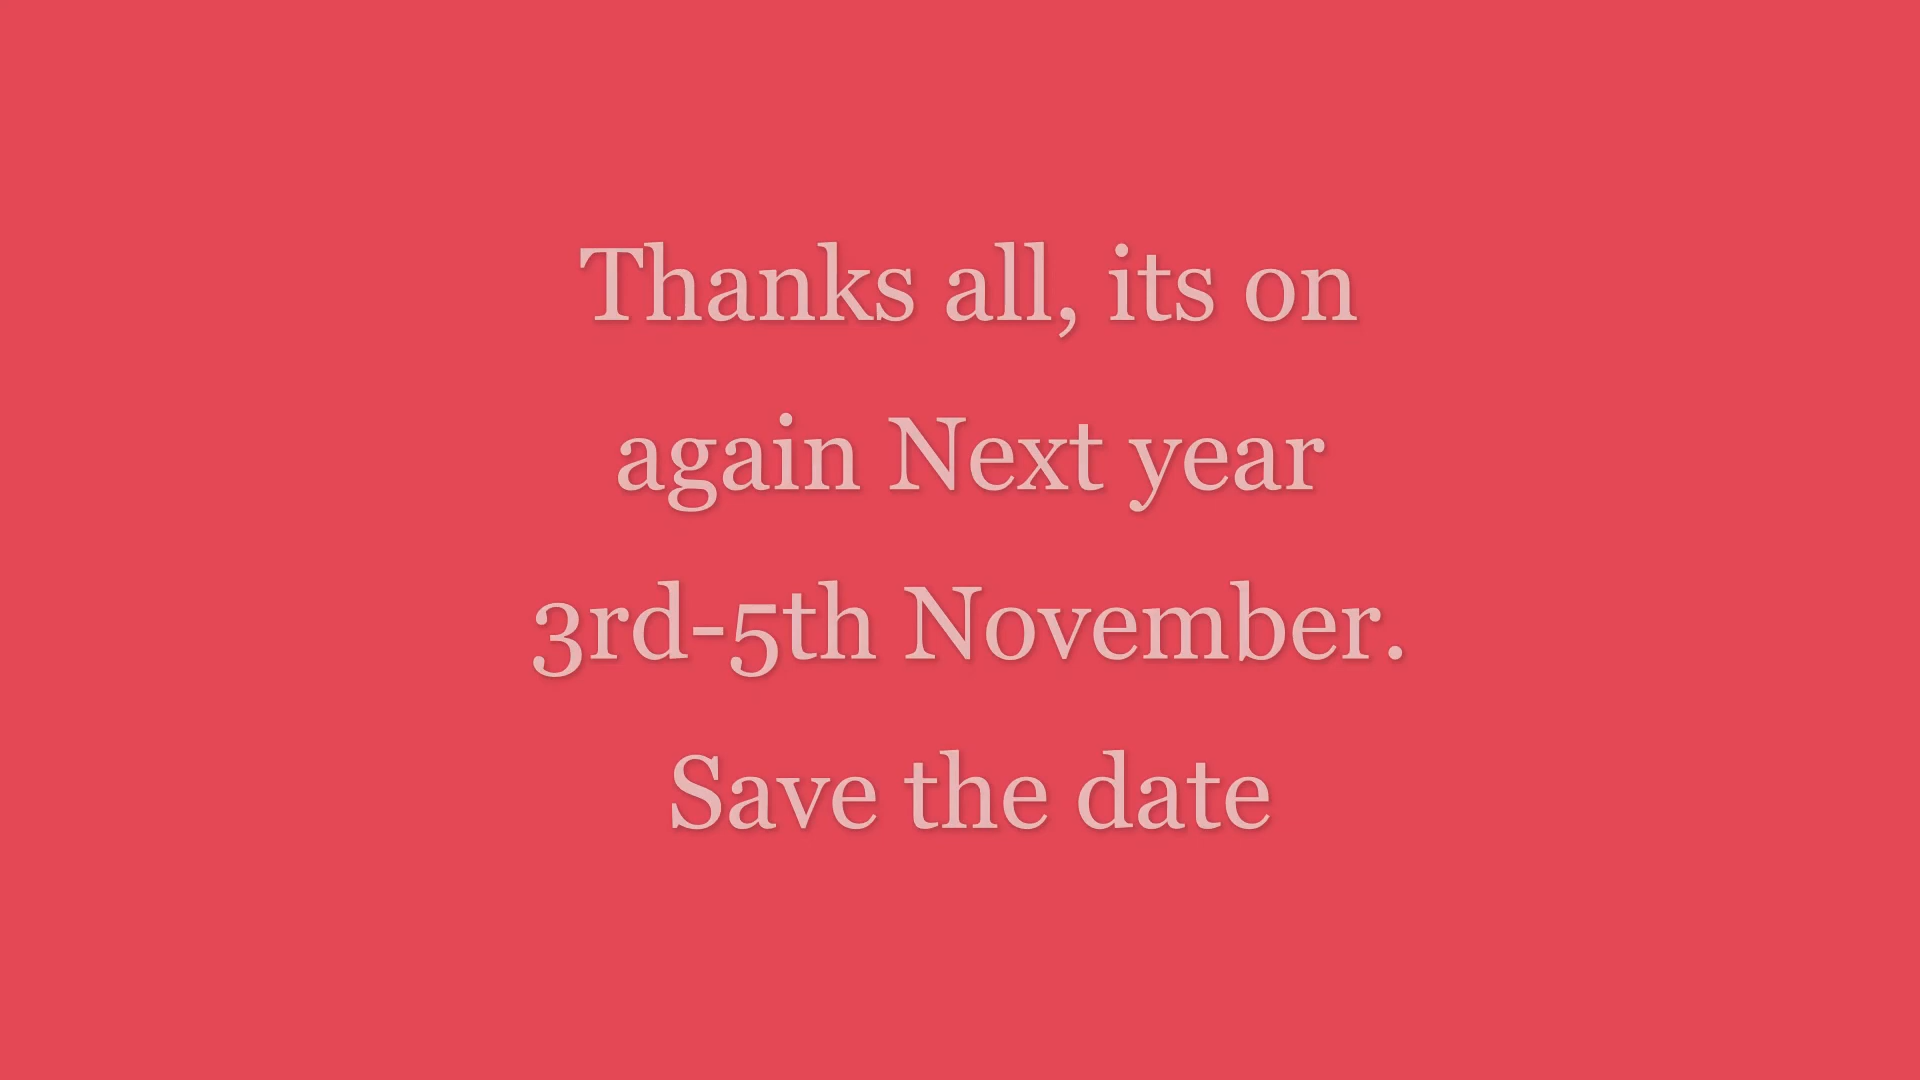 Thanks all, its on
again Next year
3rd-5th November.
Save the date